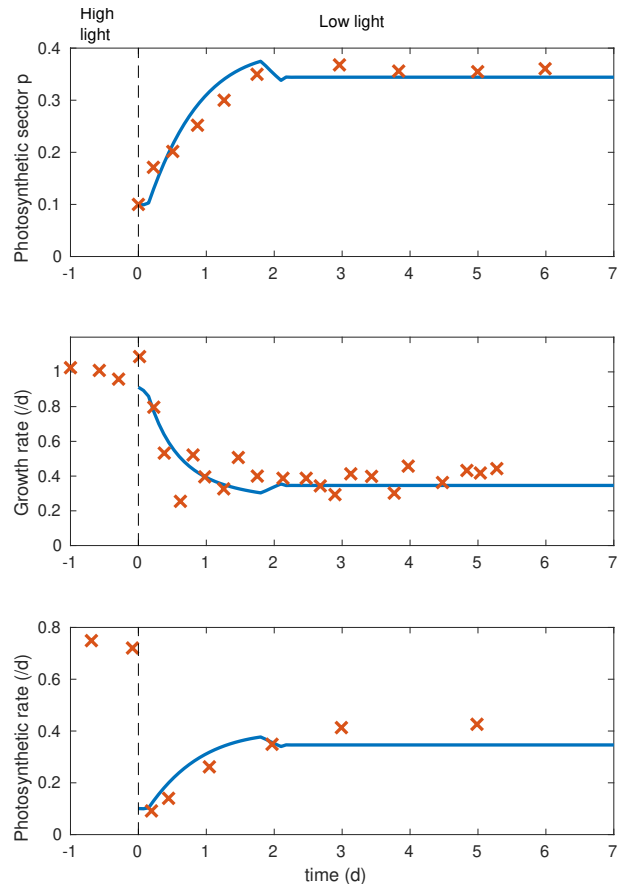 High
light
Low light
Photosynthetic sector p
0.4
0.3
0.2
0.1
0
-1 0 1 2 3 4 5 6 7
Growth rate (/d)
1
0.8
0.6
0.4
0.2
0
-1 0 1 2 3 4 5 6 7
Photosynthetic rate (/d)
0.8
0.6
0.4
0.2
0
-1 0 1 2 3 4 5 6 7
time (d)